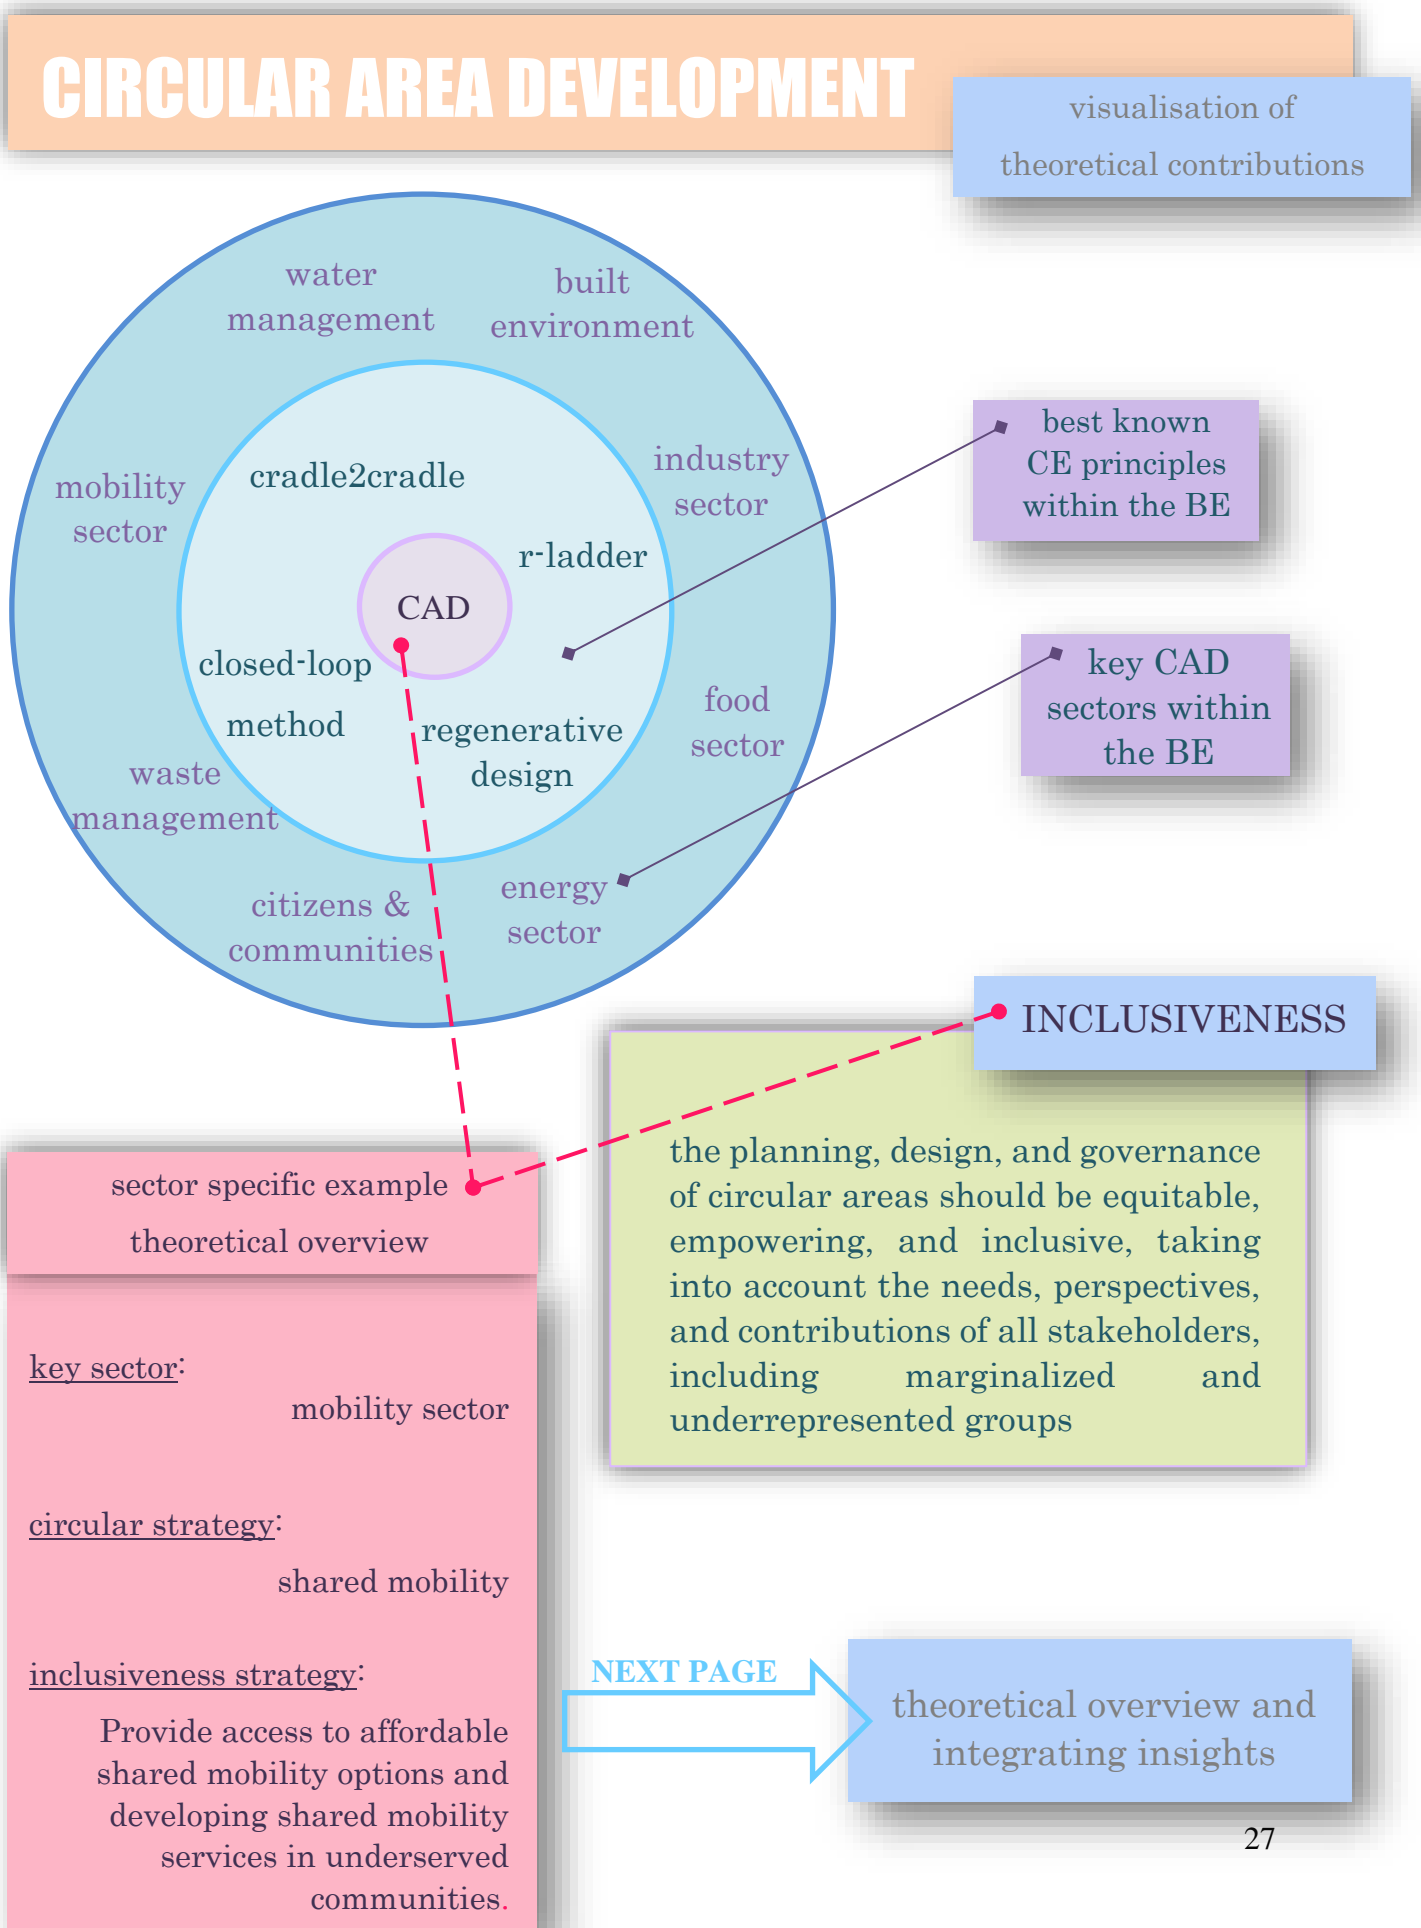 CIRCULAR AREA DEVELOPMENT
visualisation of
theoretical contributions
water
management
built
environment
mobility
sector
cradle2cradle
industry
sector
r-ladder
CAD
closed-loop
method
regenerative
design
food
sector
waste
management
citizens &
communities
energy
sector
best known
CE principles
within the BE
key CAD
sectors within
the BE
INCLUSIVENESS
the planning, design, and governance
of circular areas should be equitable,
empowering, and inclusive, taking
into account the needs, perspectives,
and contributions of all stakeholders,
including marginalized and
underrepresented groups
sector specific example
theoretical overview
key sector:
mobility sector
circular strategy:
shared mobility
inclusiveness strategy:
Provide access to affordable
shared mobility options and
developing shared mobility
services in underserved
communities.
NEXT PAGE
theoretical overview and
integrating insights
27